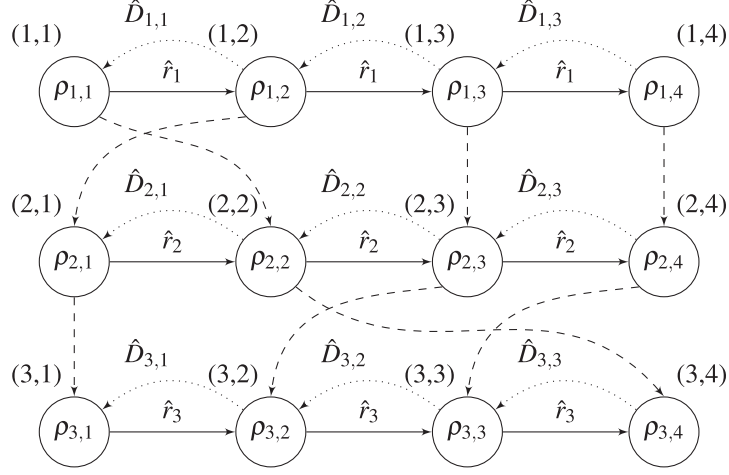 D̂₁,₁ D̂₁,₂ D̂₁,₃
(1,1) (1,2) (1,3) (1,4)
r̂₁ r̂₁ r̂₁
ρ₁,₁ ρ₁,₂ ρ₁,₃ ρ₁,₄
D̂₂,₁ D̂₂,₂ D̂₂,₃
(2,1) (2,2) (2,3) (2,4)
r̂₂ r̂₂ r̂₂
ρ₂,₁ ρ₂,₂ ρ₂,₃ ρ₂,₄
D̂₃,₁ D̂₃,₂ D̂₃,₃
(3,1) (3,2) (3,3) (3,4)
r̂₃ r̂₃ r̂₃
ρ₃,₁ ρ₃,₂ ρ₃,₃ ρ₃,₄